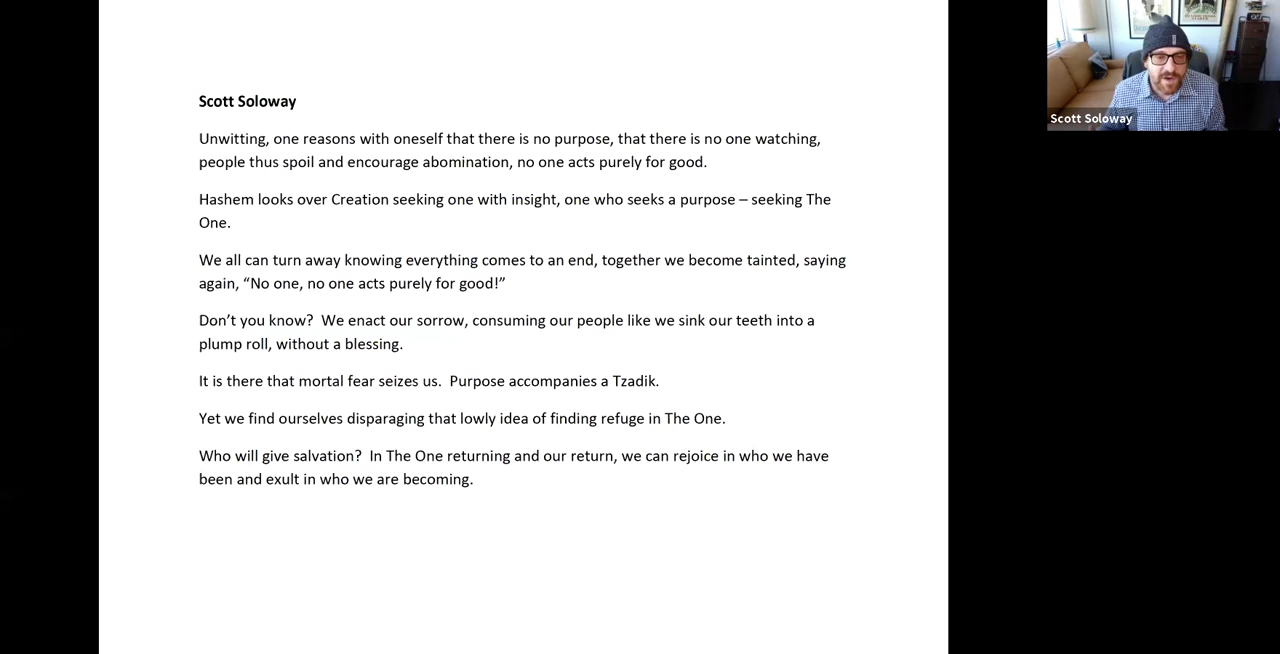 Scott Soloway
Unwitting, one reasons with oneself that there is no purpose, that there is no one watching,
people thus spoil and encourage abomination, no one acts purely for good.
Hashem looks over Creation seeking one with insight, one who seeks a purpose – seeking The
One.
We all can turn away knowing everything comes to an end, together we become tainted, saying
again, “No one, no one acts purely for good!”
Don’t you know?  We enact our sorrow, consuming our people like we sink our teeth into a
plump roll, without a blessing.
It is there that mortal fear seizes us.  Purpose accompanies a Tzadik.
Yet we find ourselves disparaging that lowly idea of finding refuge in The One.
Who will give salvation?  In The One returning and our return, we can rejoice in who we have
been and exult in who we are becoming.
Scott Soloway